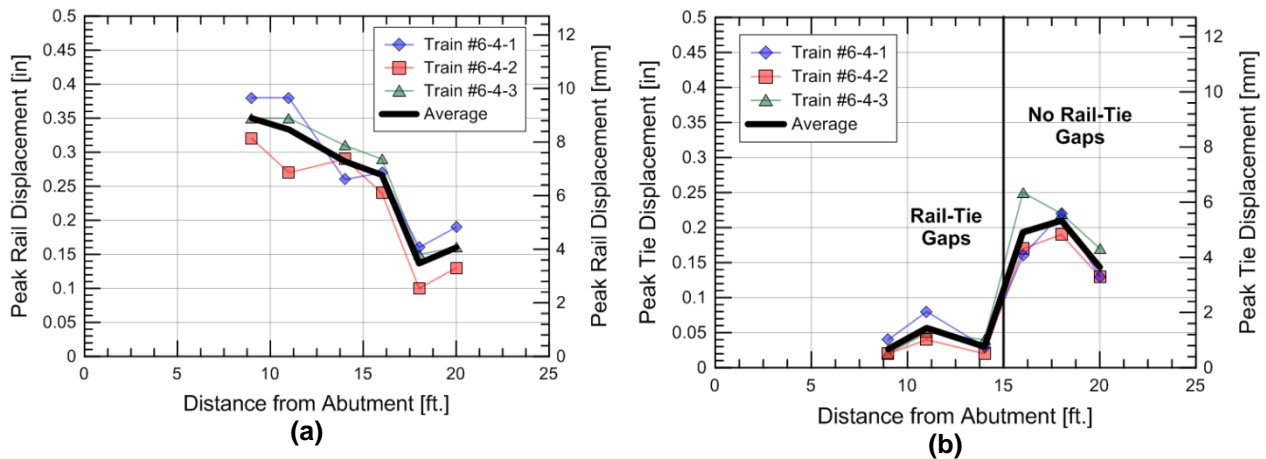 0.5
0.45
0.4
0.35
0.3
0.25
0.2
0.15
0.1
0.05
0
Peak Rail Displacement [in]
12
10
8
6
4
2
0
Peak Rail Displacement [mm]
Train #6-4-1
Train #6-4-2
Train #6-4-3
Average
0 5 10 15 20 25
Distance from Abutment [ft.]
(a)
0.5
0.45
0.4
0.35
0.3
0.25
0.2
0.15
0.1
0.05
0
Peak Tie Displacement [in]
12
10
8
6
4
2
0
Peak Tie Displacement [mm]
Train #6-4-1
Train #6-4-2
Train #6-4-3
Average
No Rail-Tie
Gaps
Rail-Tie
Gaps
0 5 10 15 20 25
Distance from Abutment [ft.]
(b)